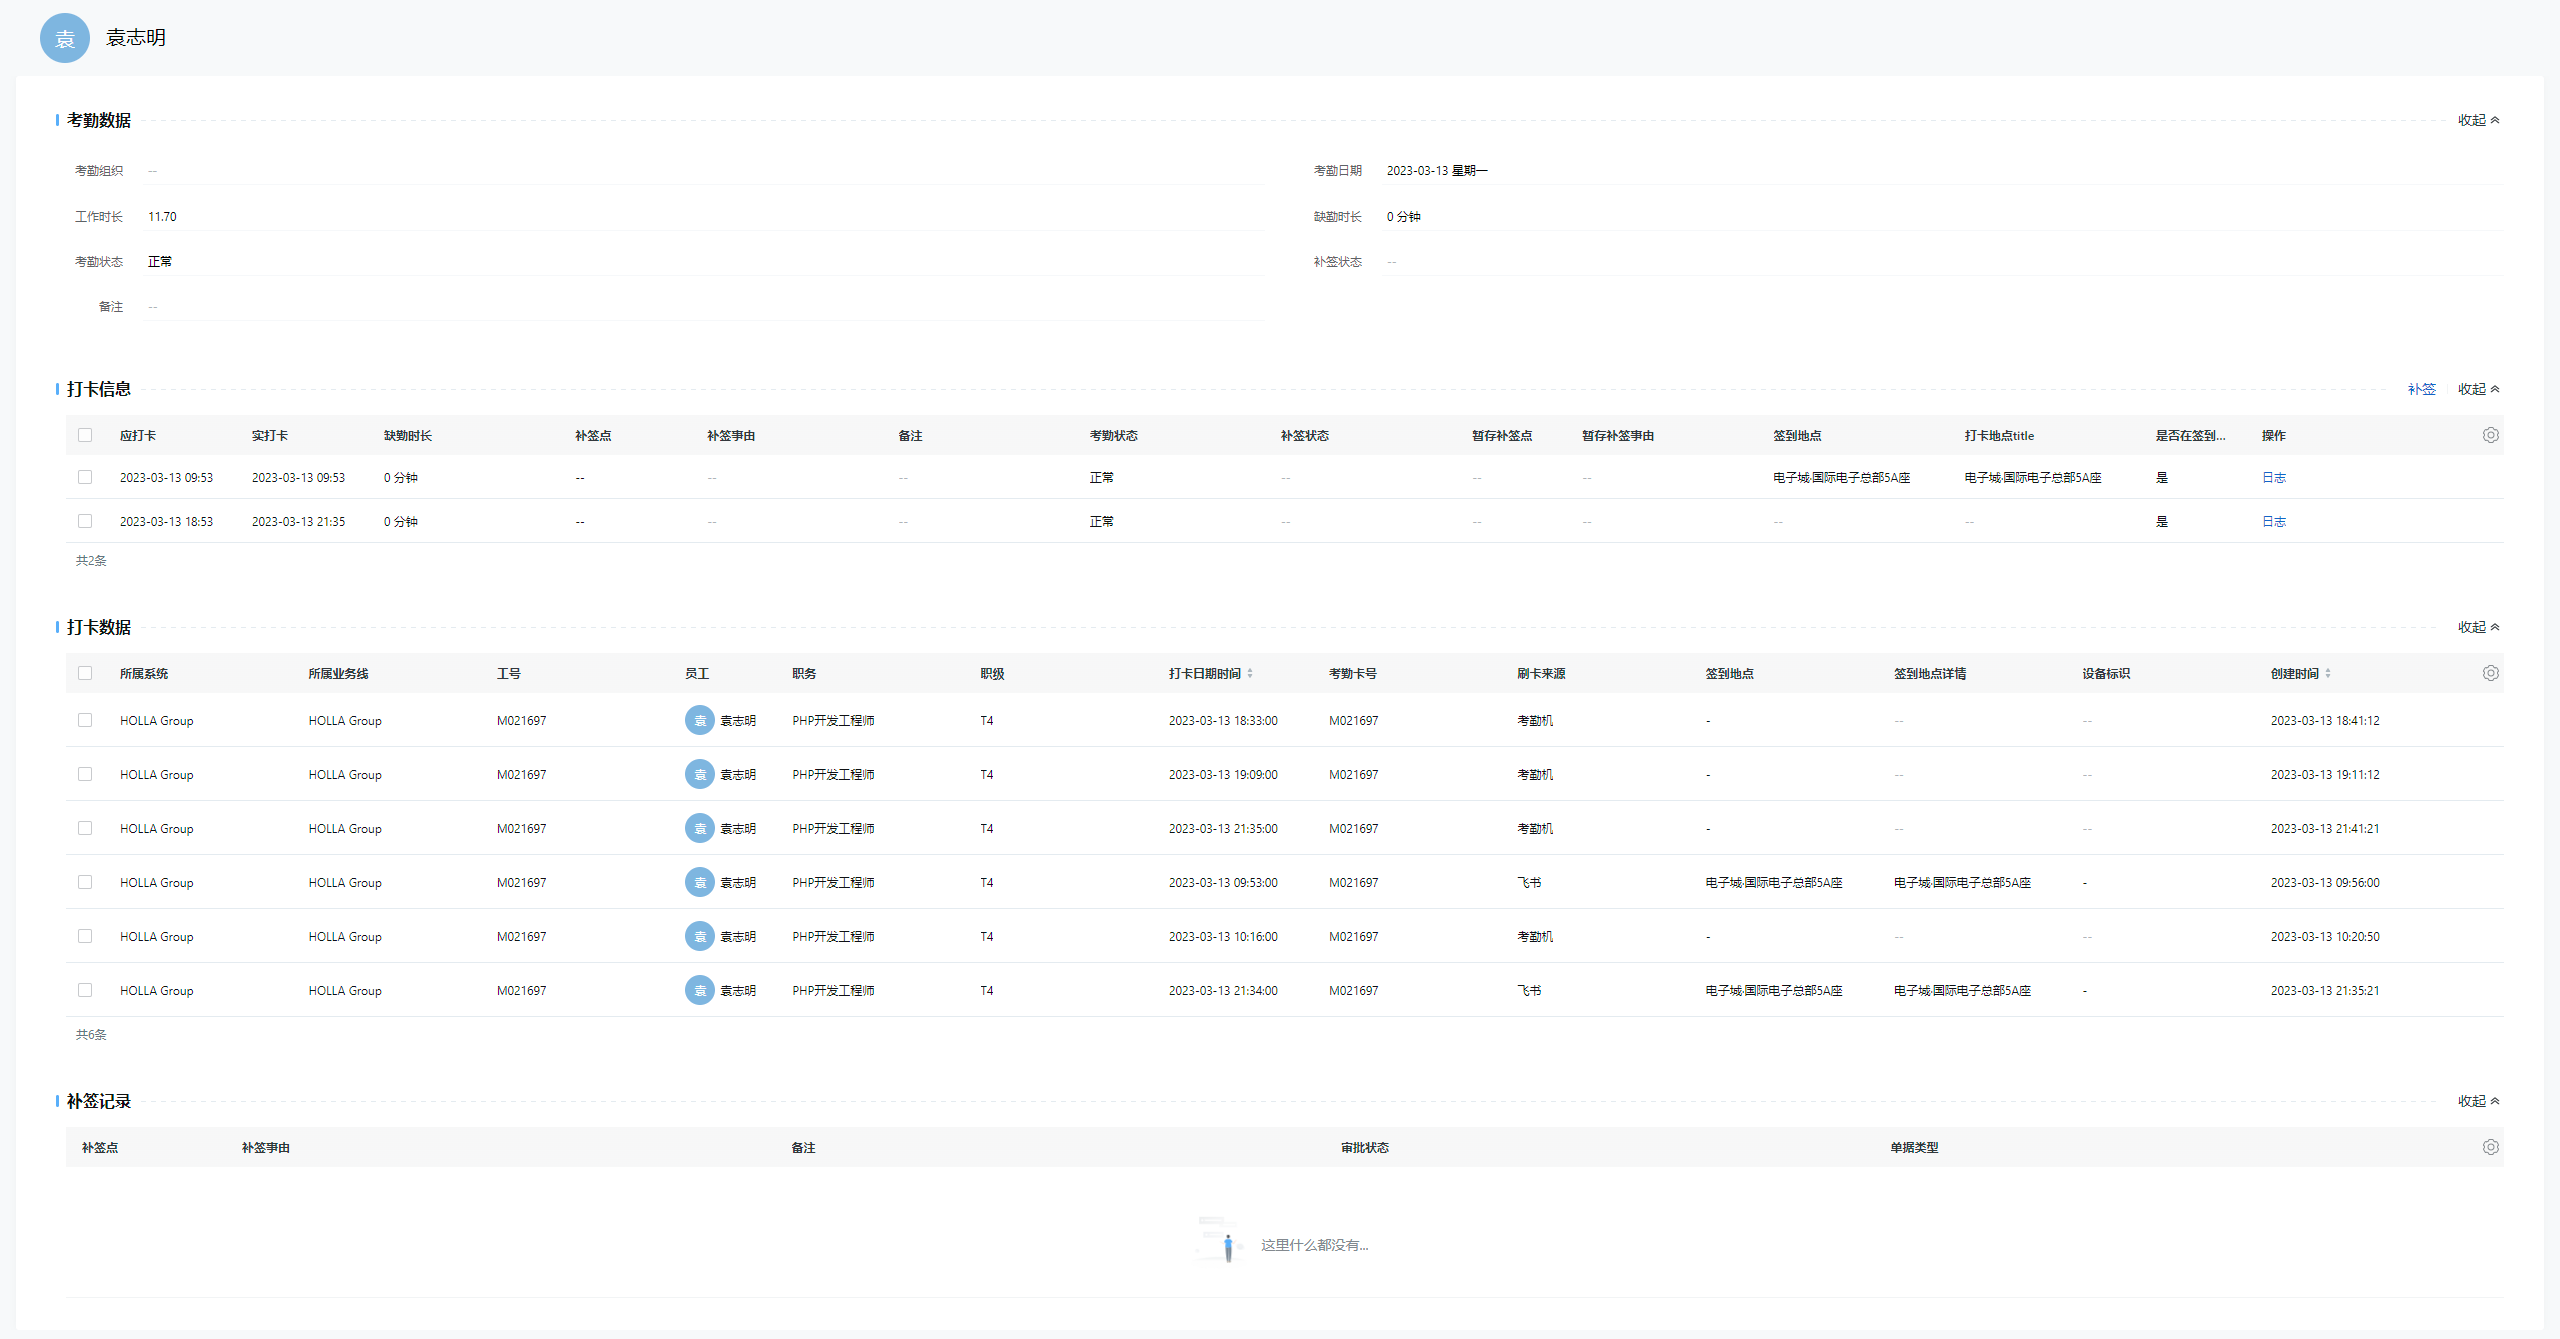 袁 袁志明
考勤数据 收起
考勤组织 -- 考勤日期 2023-03-13 星期一
工作时长 11.70 缺勤时长 0 分钟
考勤状态 正常 补签状态 --
备注 --
打卡信息 补签 收起
应打卡 实打卡 缺勤时长 补签点 补签事由 备注 考勤状态 补签状态 暂存补签点 暂存补签事由 签到地点 打卡地点title 是否在签到... 操作
2023-03-13 09:53 2023-03-13 09:53 0 分钟 -- -- -- 正常 -- -- -- 电子城·国际电子总部5A座 电子城·国际电子总部5A座 是 日志
2023-03-13 18:53 2023-03-13 21:35 0 分钟 -- -- -- 正常 -- -- -- -- -- 是 日志
共2条
打卡数据 收起
所属系统 所属业务线 工号 员工 职务 职级 打卡日期时间 考勤卡号 刷卡来源 签到地点 签到地点详情 设备标识 创建时间
HOLLA Group HOLLA Group M021697 袁 袁志明 PHP开发工程师 T4 2023-03-13 18:33:00 M021697 考勤机 - -- -- 2023-03-13 18:41:12
HOLLA Group HOLLA Group M021697 袁 袁志明 PHP开发工程师 T4 2023-03-13 19:09:00 M021697 考勤机 - -- -- 2023-03-13 19:11:12
HOLLA Group HOLLA Group M021697 袁 袁志明 PHP开发工程师 T4 2023-03-13 21:35:00 M021697 考勤机 - -- -- 2023-03-13 21:41:21
HOLLA Group HOLLA Group M021697 袁 袁志明 PHP开发工程师 T4 2023-03-13 09:53:00 M021697 飞书 电子城·国际电子总部5A座 电子城·国际电子总部5A座 - 2023-03-13 09:56:00
HOLLA Group HOLLA Group M021697 袁 袁志明 PHP开发工程师 T4 2023-03-13 10:16:00 M021697 考勤机 - -- -- 2023-03-13 10:20:50
HOLLA Group HOLLA Group M021697 袁 袁志明 PHP开发工程师 T4 2023-03-13 21:34:00 M021697 飞书 电子城·国际电子总部5A座 电子城·国际电子总部5A座 - 2023-03-13 21:35:21
共6条
补签记录 收起
补签点 补签事由 备注 审批状态 单据类型
这里什么都没有...